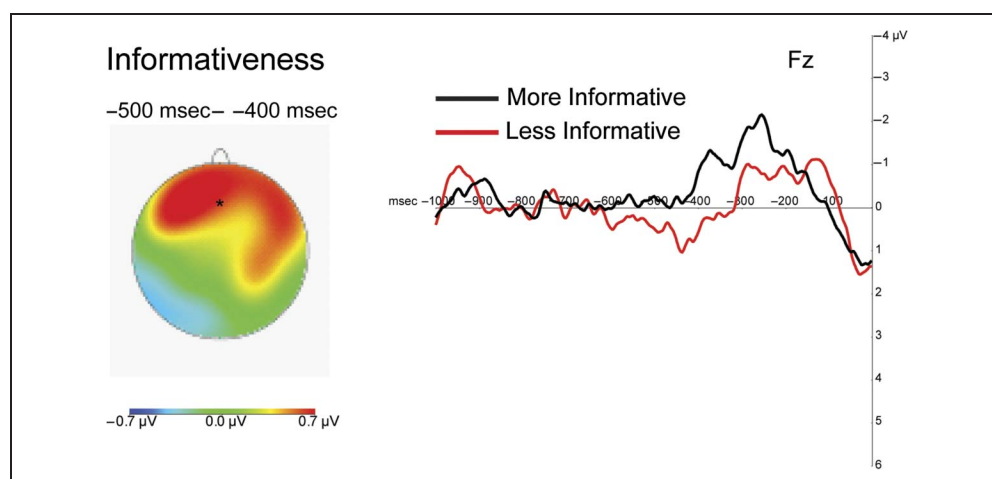 Informativeness
–500 msec– –400 msec
*
–0.7 µV 0.0 µV 0.7 µV
More Informative
Less Informative
Fz
msec –1000 –900 –800 –700 –600 –500 –400 –300 –200 –100
–4 µV
–3
–2
–1
0
1
2
3
4
5
6